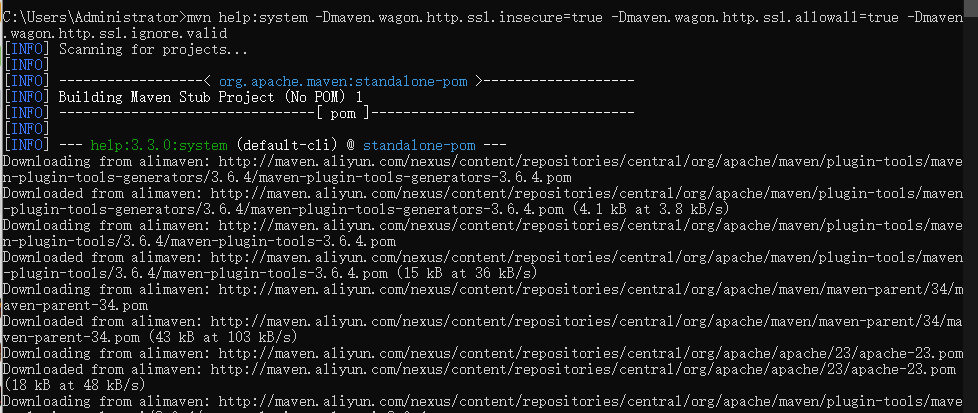 C:\Users\Administrator>mvn help:system -Dmaven.wagon.http.ssl.insecure=true -Dmaven.wagon.http.ssl.allowall=true -Dmaven
.wagon.http.ssl.ignore.valid
[INFO] Scanning for projects...
[INFO]
[INFO] ------------------< org.apache.maven:standalone-pom >-------------------
[INFO] Building Maven Stub Project (No POM) 1
[INFO] --------------------------------[ pom ]---------------------------------
[INFO]
[INFO] --- help:3.3.0:system (default-cli) @ standalone-pom ---
Downloading from alimaven: http://maven.aliyun.com/nexus/content/repositories/central/org/apache/maven/plugin-tools/mave
n-plugin-tools-generators/3.6.4/maven-plugin-tools-generators-3.6.4.pom
Downloaded from alimaven: http://maven.aliyun.com/nexus/content/repositories/central/org/apache/maven/plugin-tools/maven
-plugin-tools-generators/3.6.4/maven-plugin-tools-generators-3.6.4.pom (4.1 kB at 3.8 kB/s)
Downloading from alimaven: http://maven.aliyun.com/nexus/content/repositories/central/org/apache/maven/plugin-tools/mave
n-plugin-tools/3.6.4/maven-plugin-tools-3.6.4.pom
Downloaded from alimaven: http://maven.aliyun.com/nexus/content/repositories/central/org/apache/maven/plugin-tools/maven
-plugin-tools/3.6.4/maven-plugin-tools-3.6.4.pom (15 kB at 36 kB/s)
Downloading from alimaven: http://maven.aliyun.com/nexus/content/repositories/central/org/apache/maven/maven-parent/34/m
aven-parent-34.pom
Downloaded from alimaven: http://maven.aliyun.com/nexus/content/repositories/central/org/apache/maven/maven-parent/34/ma
ven-parent-34.pom (43 kB at 103 kB/s)
Downloading from alimaven: http://maven.aliyun.com/nexus/content/repositories/central/org/apache/apache/23/apache-23.pom
Downloaded from alimaven: http://maven.aliyun.com/nexus/content/repositories/central/org/apache/apache/23/apache-23.pom
(18 kB at 48 kB/s)
Downloading from alimaven: http://maven.aliyun.com/nexus/content/repositories/central/org/apache/maven/plugin-tools/mave